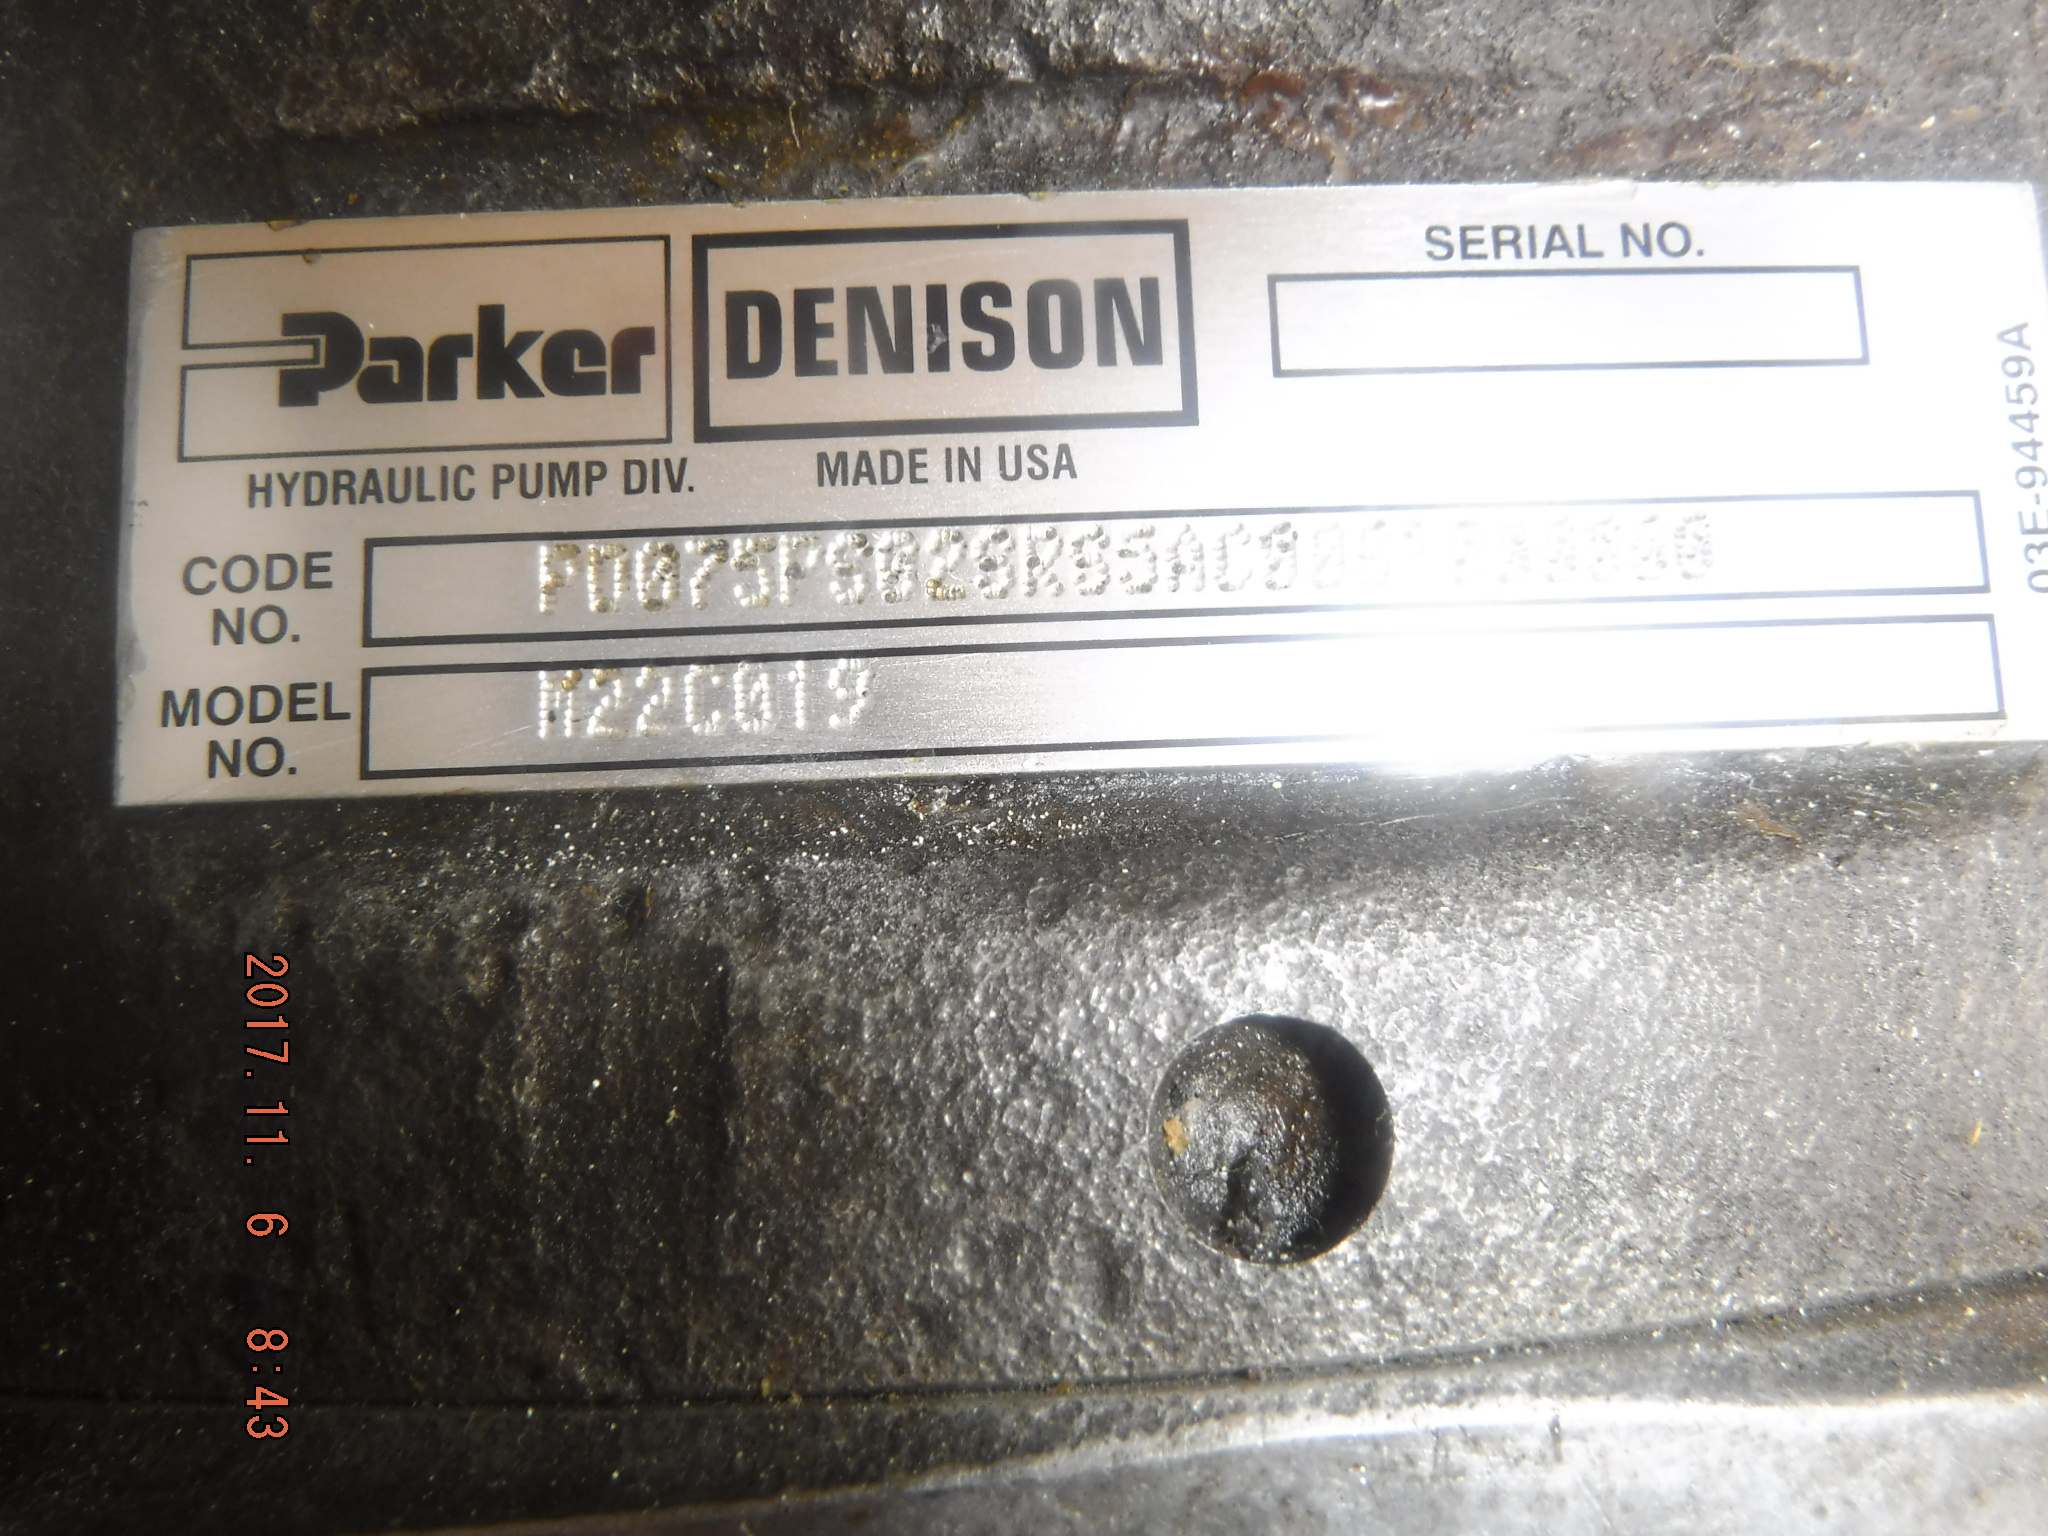 Parker
DENISON
SERIAL NO.
HYDRAULIC PUMP DIV.
MADE IN USA
CODE NO.
MODEL NO.
M22C019
03E-94459A
2017.11. 6 8:43